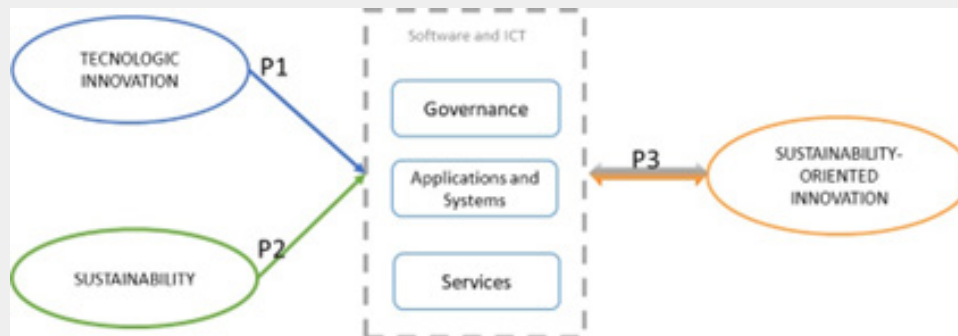 TECNOLOGIC
INNOVATION
P1
P2
SUSTAINABILITY
Software and ICT
Governance
Applications and
Systems
Services
P3
SUSTAINABILITY-
ORIENTED
INNOVATION